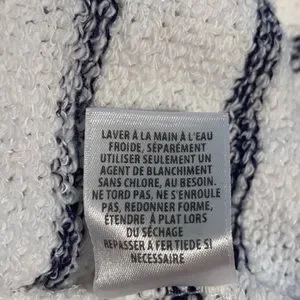 LAVER À LA MAIN À L'EAU
FROIDE, SÉPARÉMENT
UTILISER SEULEMENT UN
AGENT DE BLANCHIMENT
SANS CHLORE, AU BESOIN.
NE TORD PAS, NE S'ENROULE
PAS, REDONNER FORME,
ÉTENDRE À PLAT LORS
DU SÉCHAGE
REPASSER À FER TIEDE SI
NÉCESSAIRE